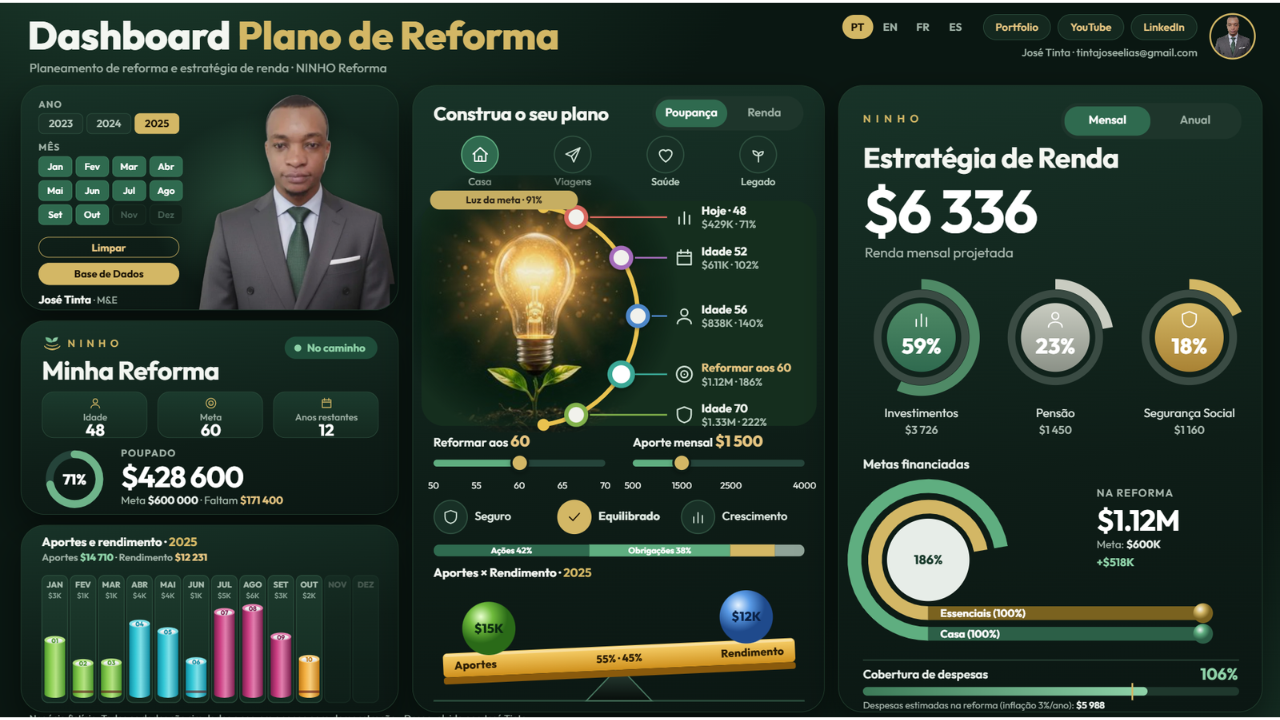 Dashboard Plano de Reforma
Planeamento de reforma e estratégia de renda · NINHO Reforma
PT EN FR ES Portfolio YouTube LinkedIn
José Tinta · tintajoseelias@gmail.com
ANO
2023 2024 2025
MÊS
Jan Fev Mar Abr
Mai Jun Jul Ago
Set Out Nov Dez
Limpar
Base de Dados
José Tinta · M&E
NINHO
No caminho
Minha Reforma
Idade Meta Anos restantes
48 60 12
71%
POUPADO
$428 600
Meta $600 000 · Faltam $171 400
Aportes e rendimento · 2025
Aportes $14 710 · Rendimento $12 231
JAN FEV MAR ABR MAI JUN JUL AGO SET OUT NOV DEZ
$3K $1K $1K $4K $4K $1K $5K $6K $3K $2K
01 02 03 04 05 06 07 08 09 10
Construa o seu plano
Poupança Renda
Casa Viagens Saúde Legado
Luz da meta · 91%
Hoje · 48
$429K · 71%
Idade 52
$611K · 102%
Idade 56
$838K · 140%
Reformar aos 60
$1.12M · 186%
Idade 70
$1.33M · 222%
Reformar aos 60 Aporte mensal $1 500
50 55 60 65 70 500 1500 2500 4000
Seguro Equilibrado Crescimento
Ações 42% Obrigações 38%
Aportes × Rendimento · 2025
$15K $12K
Aportes 55% · 45% Rendimento
NINHO
Mensal Anual
Estratégia de Renda
$6 336
Renda mensal projetada
59% 23% 18%
Investimentos Pensão Segurança Social
$3 726 $1 450 $1 160
Metas financiadas
186%
NA REFORMA
$1.12M
Meta: $600K
+$518K
Essenciais (100%)
Casa (100%)
Cobertura de despesas 106%
Despesas estimadas na reforma (inflação 3%/ano): $5 988